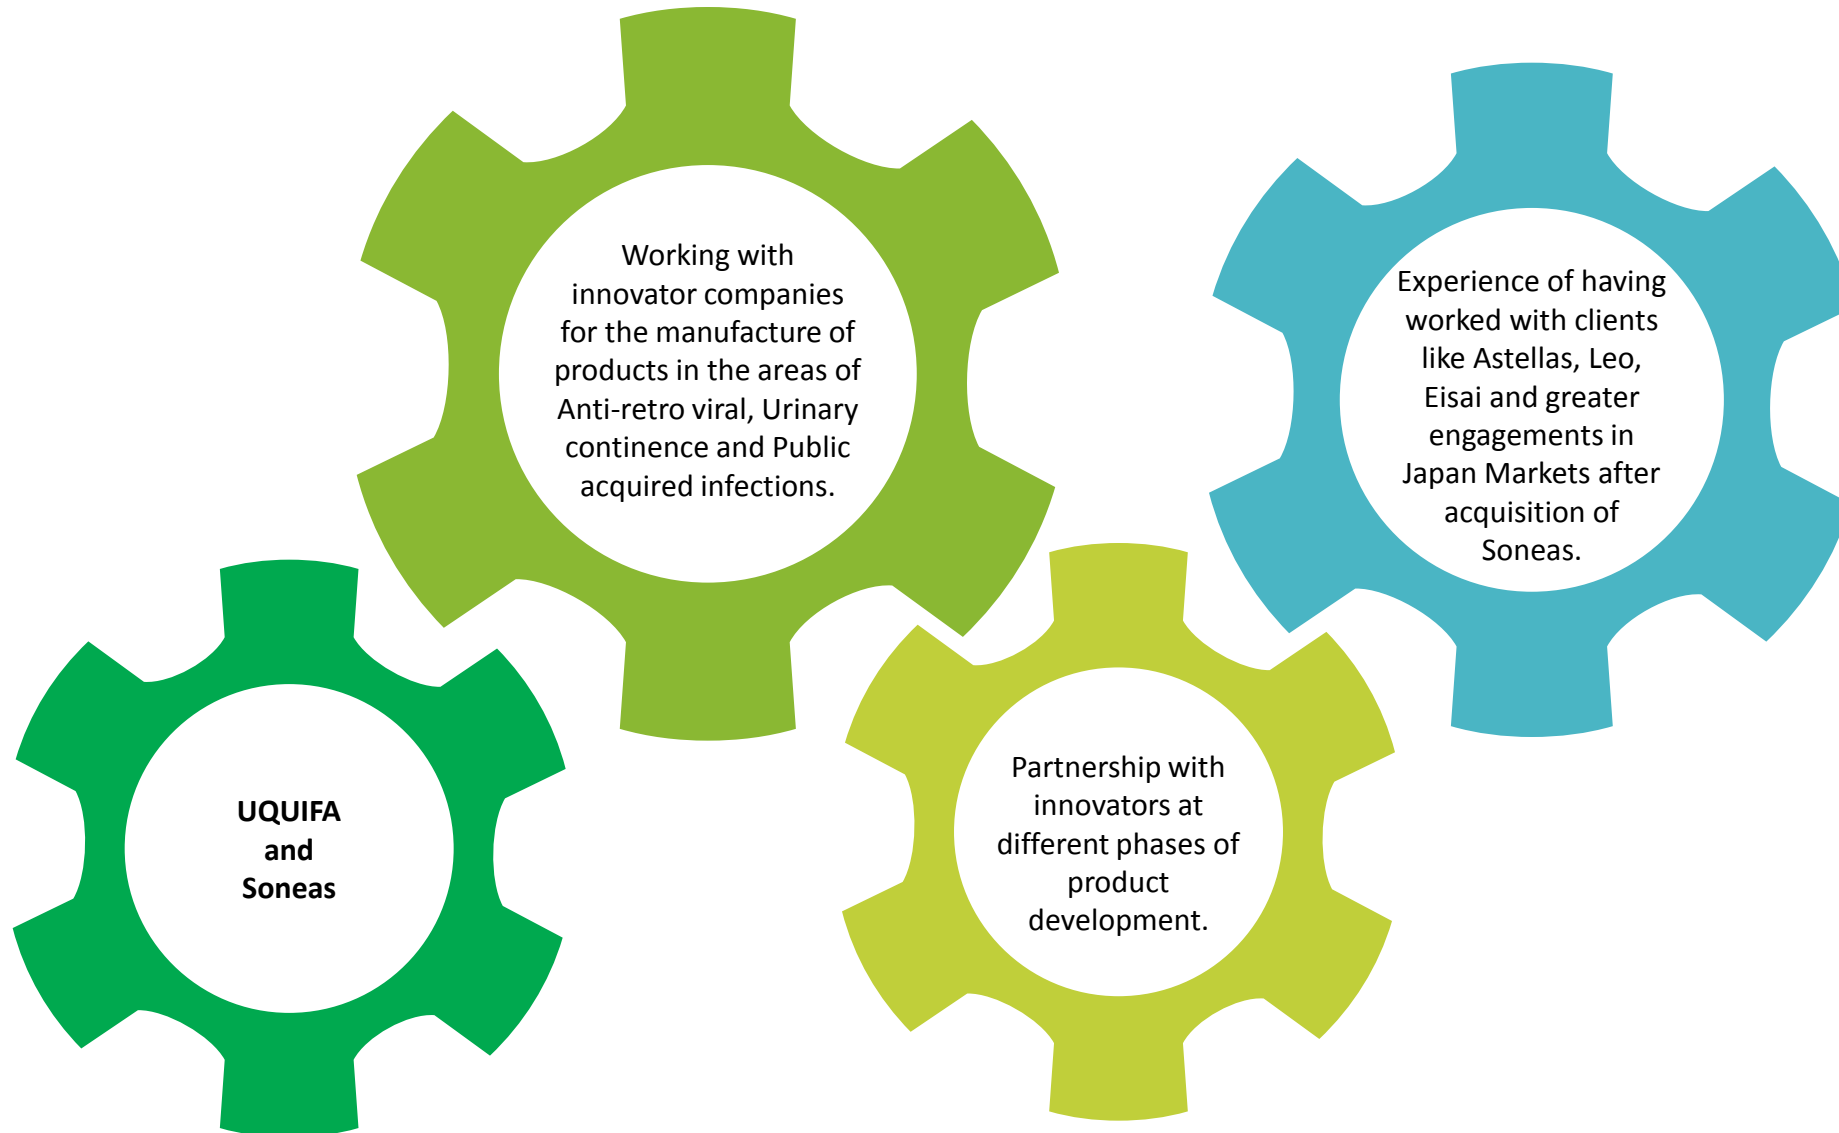 Working with
innovator companies
for the manufacture of
products in the areas of
Anti-retro viral, Urinary
continence and Public
acquired infections.
Experience of having
worked with clients
like Astellas, Leo,
Eisai and greater
engagements in
Japan Markets after
acquisition of
Soneas.
UQUIFA
and
Soneas
Partnership with
innovators at
different phases of
product
development.